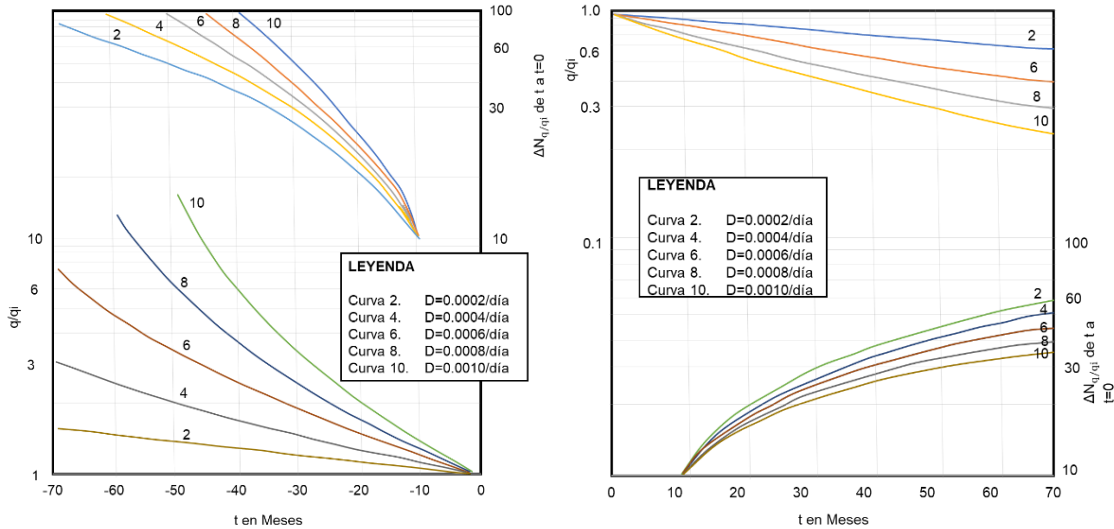 2
4
6
8
10
100
60
30
10
ΔN q/qi de t a t=0
10
6
3
1
q/qi
10
8
6
4
2
LEYENDA
Curva 2. D=0.0002/día
Curva 4. D=0.0004/día
Curva 6. D=0.0006/día
Curva 8. D=0.0008/día
Curva 10. D=0.0010/día
-70 -60 -50 -40 -30 -20 -10 0
t en Meses
1.0
0.6
0.3
0.1
q/qi
2
6
8
10
LEYENDA
Curva 2. D=0.0002/día
Curva 4. D=0.0004/día
Curva 6. D=0.0006/día
Curva 8. D=0.0008/día
Curva 10. D=0.0010/día
2
4
6
8
10
100
60
30
10
ΔN q/qi de t a
t=0
0 10 20 30 40 50 60 70
t en Meses